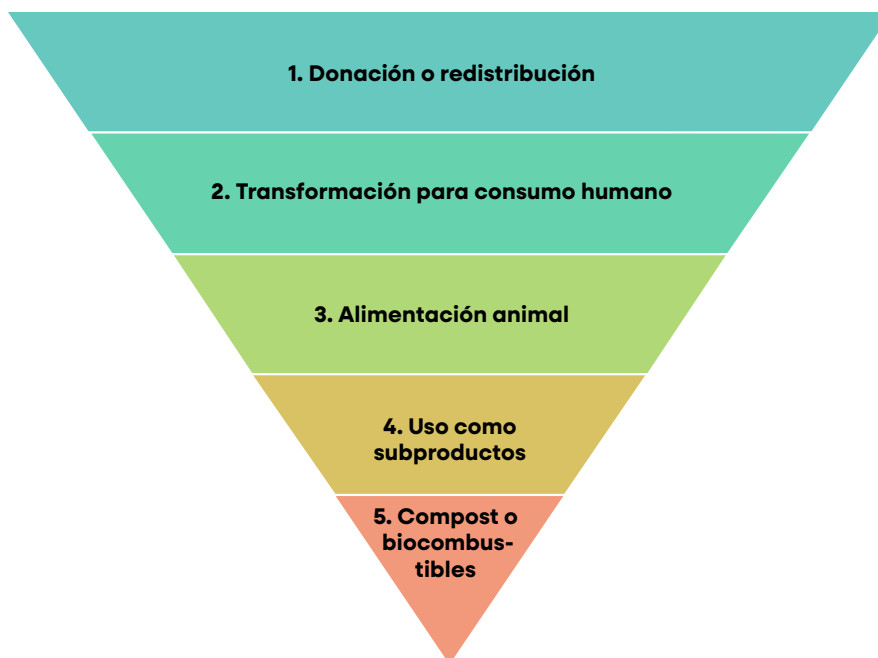 1. Donación o redistribución
2. Transformación para consumo humano
3. Alimentación animal
4. Uso como
subproductos
5. Compost o
biocombus-
tibles